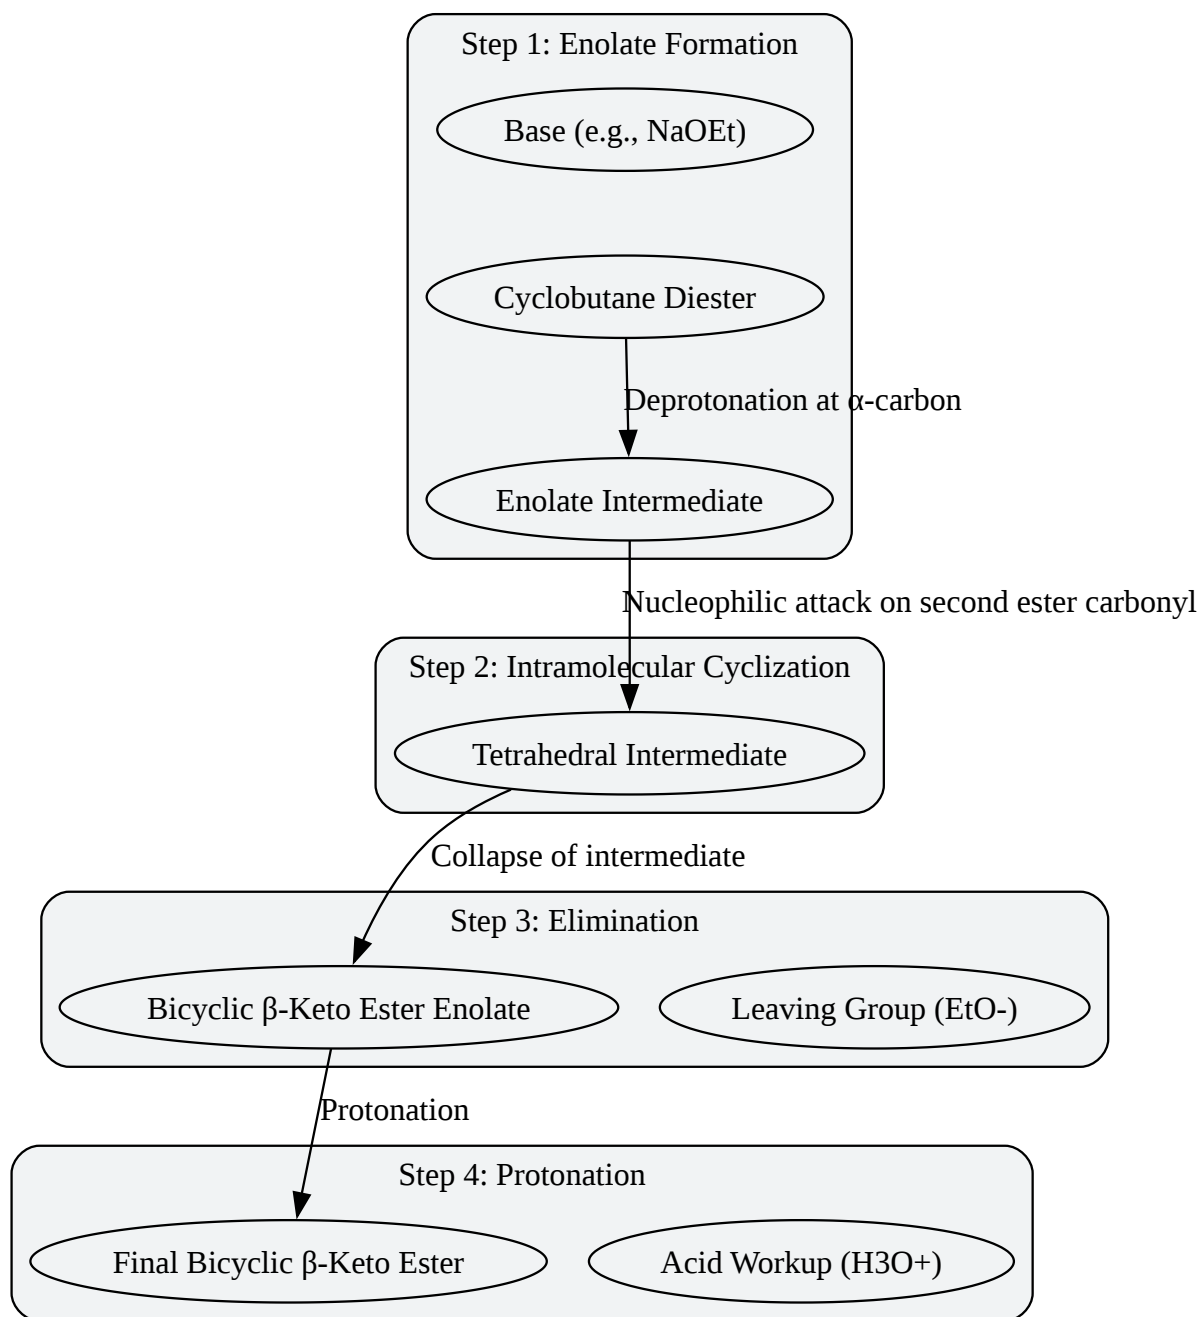 Step 1: Enolate Formation
Base (e.g., NaOEt)
Cyclobutane Diester
Deprotonation at α-carbon
Enolate Intermediate
Nucleophilic attack on second ester carbonyl
Step 2: Intramolecular Cyclization
Tetrahedral Intermediate
Collapse of intermediate
Step 3: Elimination
Bicyclic β-Keto Ester Enolate
Leaving Group (EtO-)
Protonation
Step 4: Protonation
Final Bicyclic β-Keto Ester
Acid Workup (H3O+)